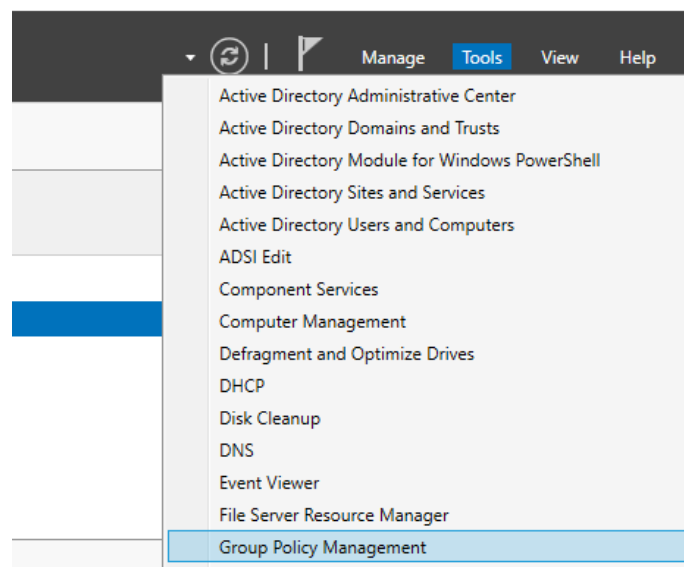 Manage Tools View Help
Active Directory Administrative Center
Active Directory Domains and Trusts
Active Directory Module for Windows PowerShell
Active Directory Sites and Services
Active Directory Users and Computers
ADSI Edit
Component Services
Computer Management
Defragment and Optimize Drives
DHCP
Disk Cleanup
DNS
Event Viewer
File Server Resource Manager
Group Policy Management